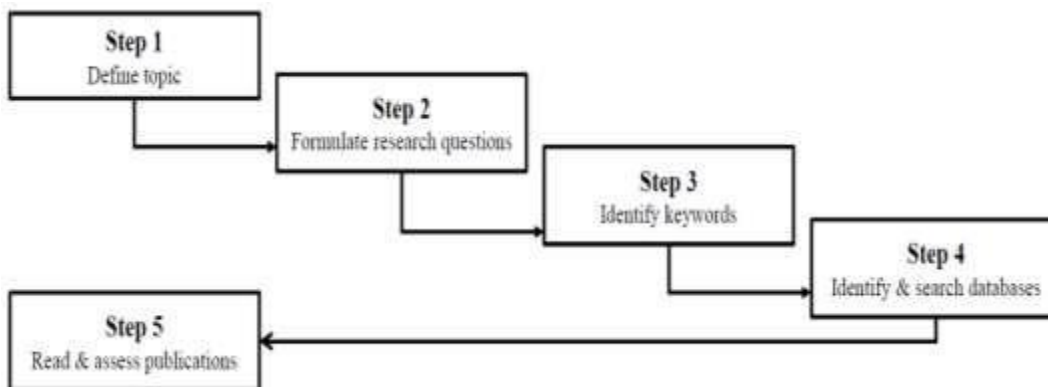 Step 1
Define topic
Step 2
Formulate research questions
Step 3
Identify keywords
Step 4
Identify & search databases
Step 5
Read & assess publications